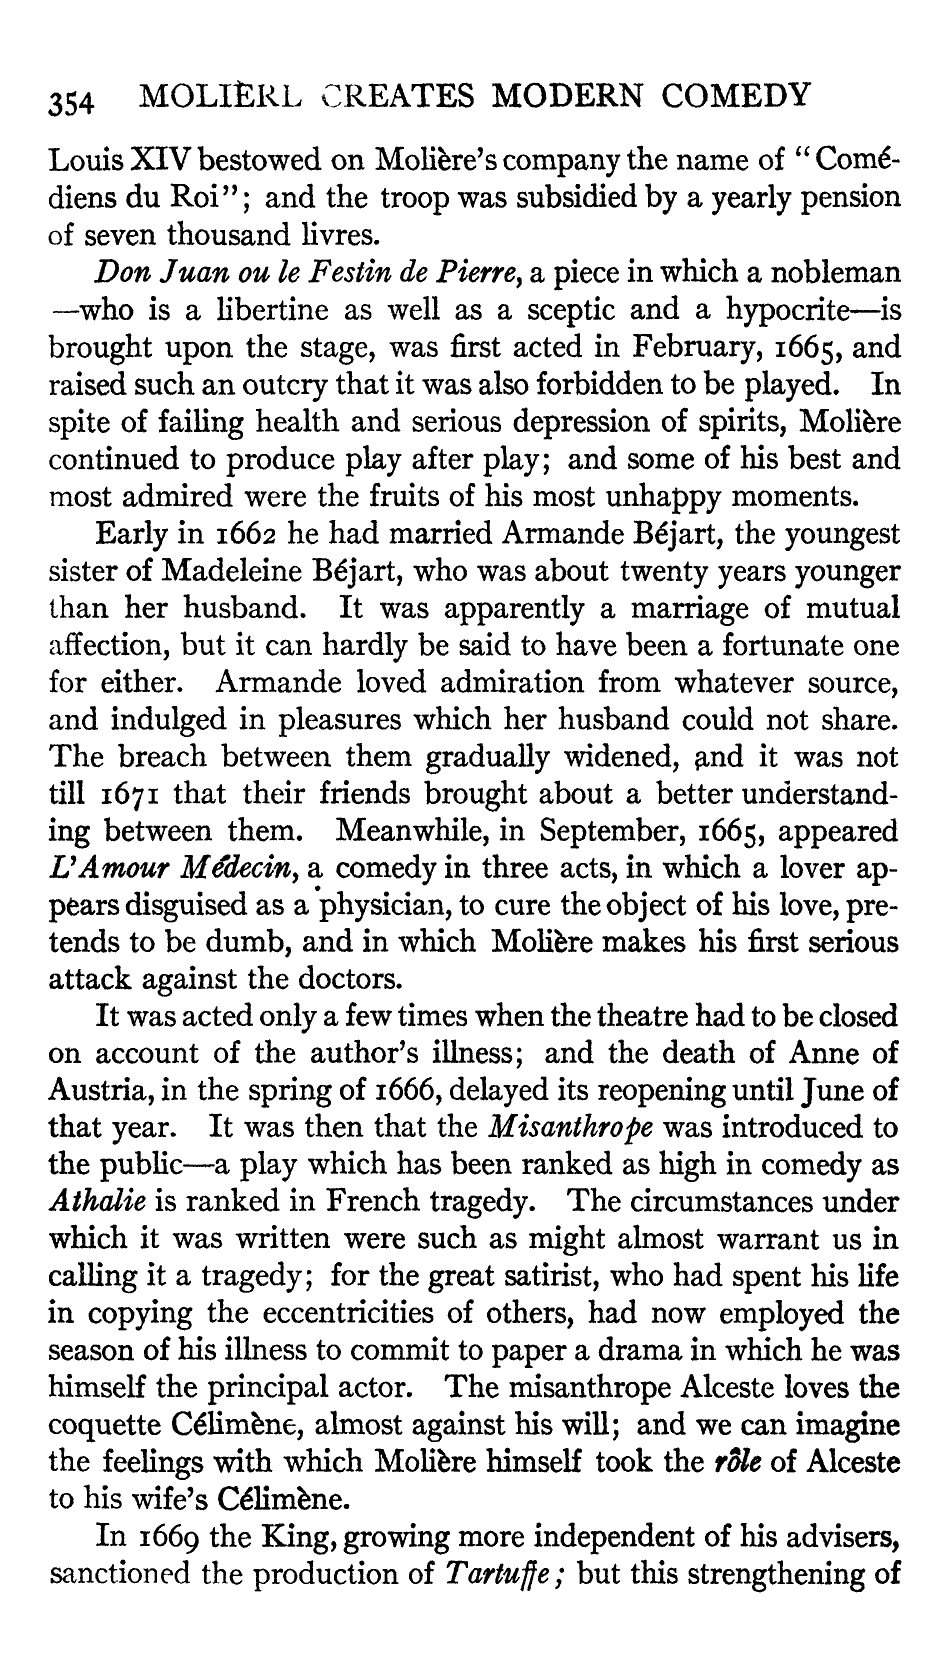 354 MOLIÈRE CREATES MODERN COMEDY
Louis XIV bestowed on Molière's company the name of "Comé-
diens du Roi"; and the troop was subsidied by a yearly pension
of seven thousand livres.
Don Juan ou le Festin de Pierre, a piece in which a nobleman
—who is a libertine as well as a sceptic and a hypocrite—is
brought upon the stage, was first acted in February, 1665, and
raised such an outcry that it was also forbidden to be played. In
spite of failing health and serious depression of spirits, Molière
continued to produce play after play; and some of his best and
most admired were the fruits of his most unhappy moments.
Early in 1662 he had married Armande Béjart, the youngest
sister of Madeleine Béjart, who was about twenty years younger
than her husband. It was apparently a marriage of mutual
affection, but it can hardly be said to have been a fortunate one
for either. Armande loved admiration from whatever source,
and indulged in pleasures which her husband could not share.
The breach between them gradually widened, and it was not
till 1671 that their friends brought about a better understand-
ing between them. Meanwhile, in September, 1665, appeared
L'Amour Médecin, a comedy in three acts, in which a lover ap-
pears disguised as a physician, to cure the object of his love, pre-
tends to be dumb, and in which Molière makes his first serious
attack against the doctors.
It was acted only a few times when the theatre had to be closed
on account of the author's illness; and the death of Anne of
Austria, in the spring of 1666, delayed its reopening until June of
that year. It was then that the Misanthrope was introduced to
the public—a play which has been ranked as high in comedy as
Athalie is ranked in French tragedy. The circumstances under
which it was written were such as might almost warrant us in
calling it a tragedy; for the great satirist, who had spent his life
in copying the eccentricities of others, had now employed the
season of his illness to commit to paper a drama in which he was
himself the principal actor. The misanthrope Alceste loves the
coquette Célimène, almost against his will; and we can imagine
the feelings with which Molière himself took the rôle of Alceste
to his wife's Célimène.
In 1669 the King, growing more independent of his advisers,
sanctioned the production of Tartuffe; but this strengthening of